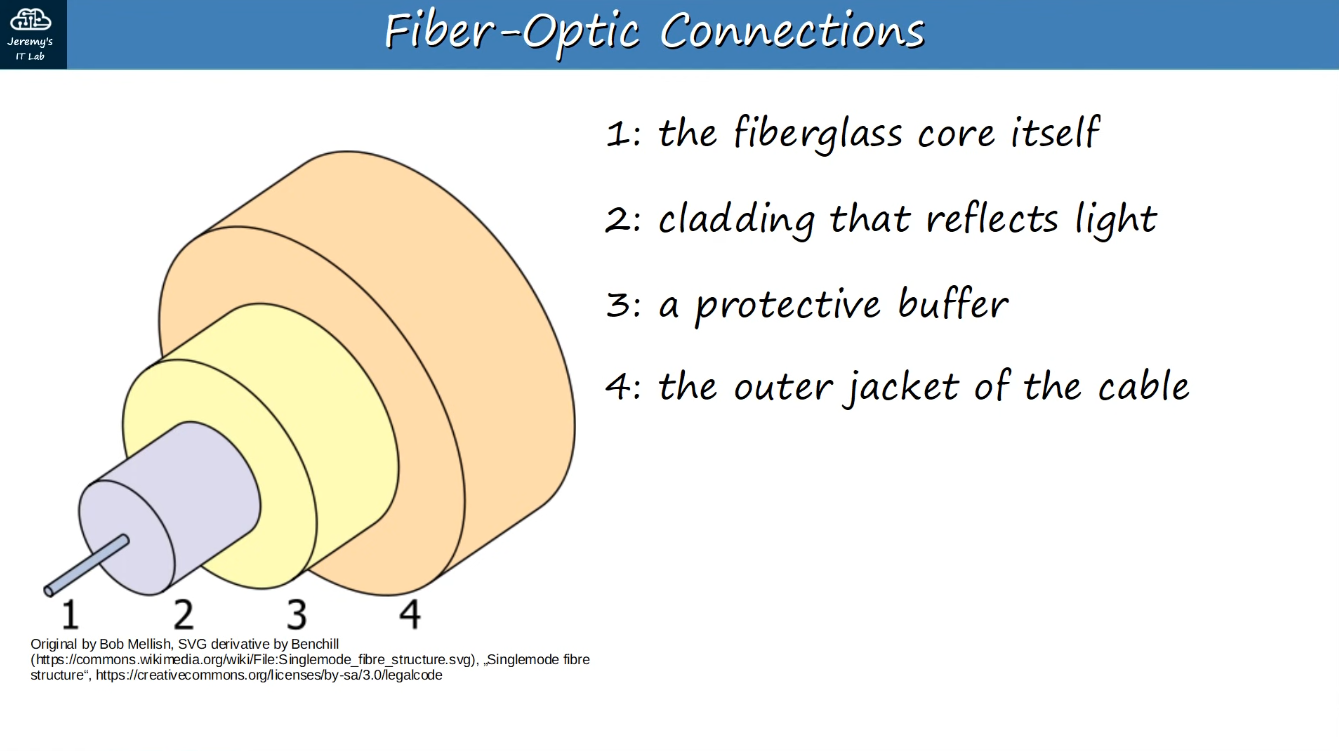 Jeremy's
IT Lab
Fiber-Optic Connections
1: the fiberglass core itself
2: cladding that reflects light
3: a protective buffer
4: the outer jacket of the cable
1 2 3 4
Original by Bob Mellish, SVG derivative by Benchill
(https://commons.wikimedia.org/wiki/File:Singlemode_fibre_structure.svg), „Singlemode fibre
structure“, https://creativecommons.org/licenses/by-sa/3.0/legalcode